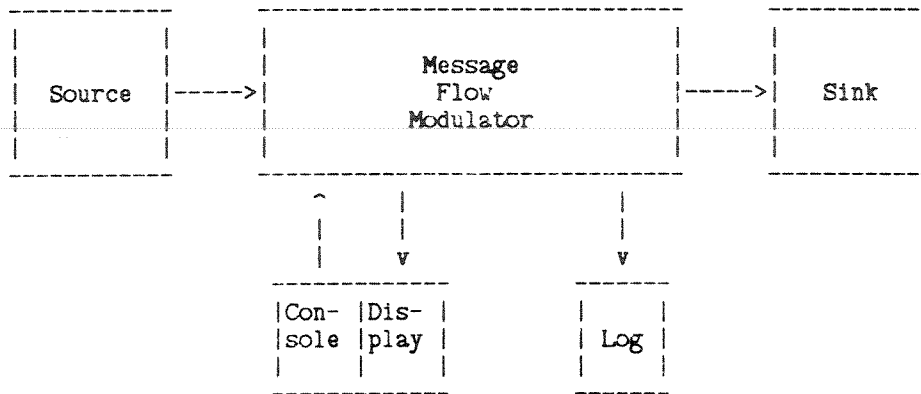 Message
Source Flow Sink
Modulator
Con- Dis-
sole play Log